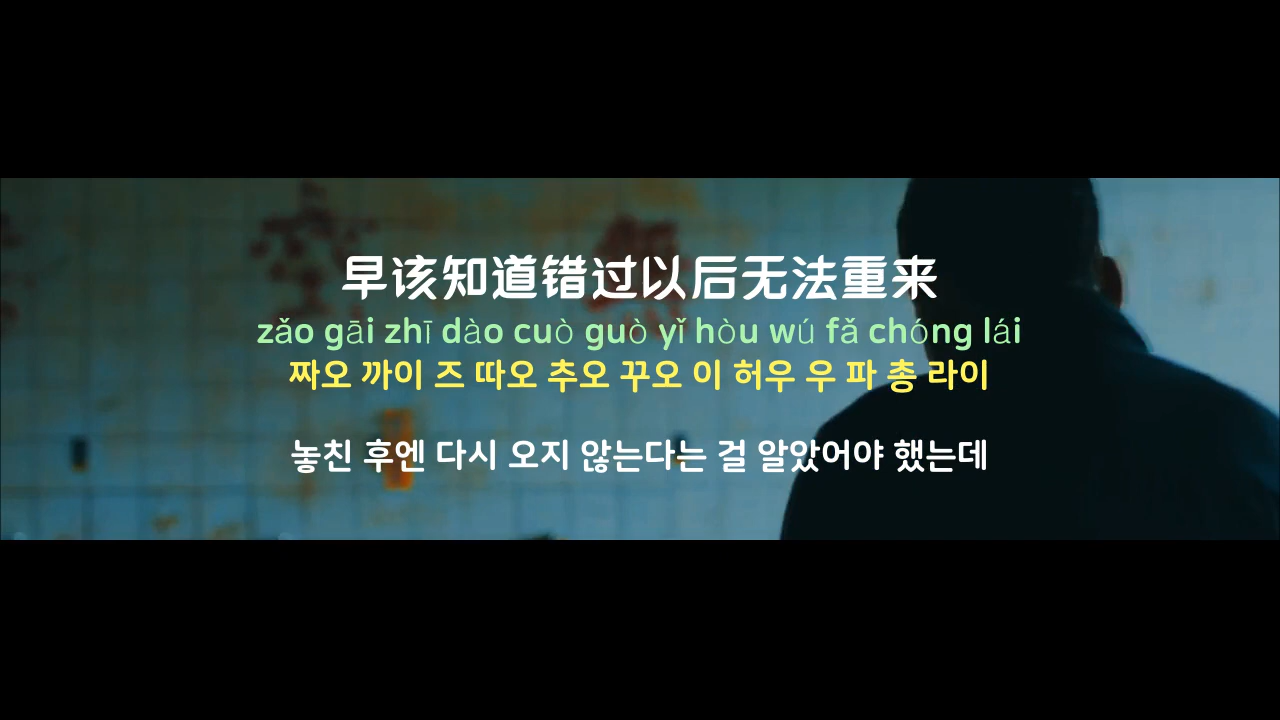 早该知道错过以后无法重来
zǎo gāi zhī dào cuò guò yǐ hòu wú fǎ chóng lái
짜오 까이 즈 따오 추오 꾸오 이 허우 우 파 총 라이
놓친 후엔 다시 오지 않는다는 걸 알았어야 했는데